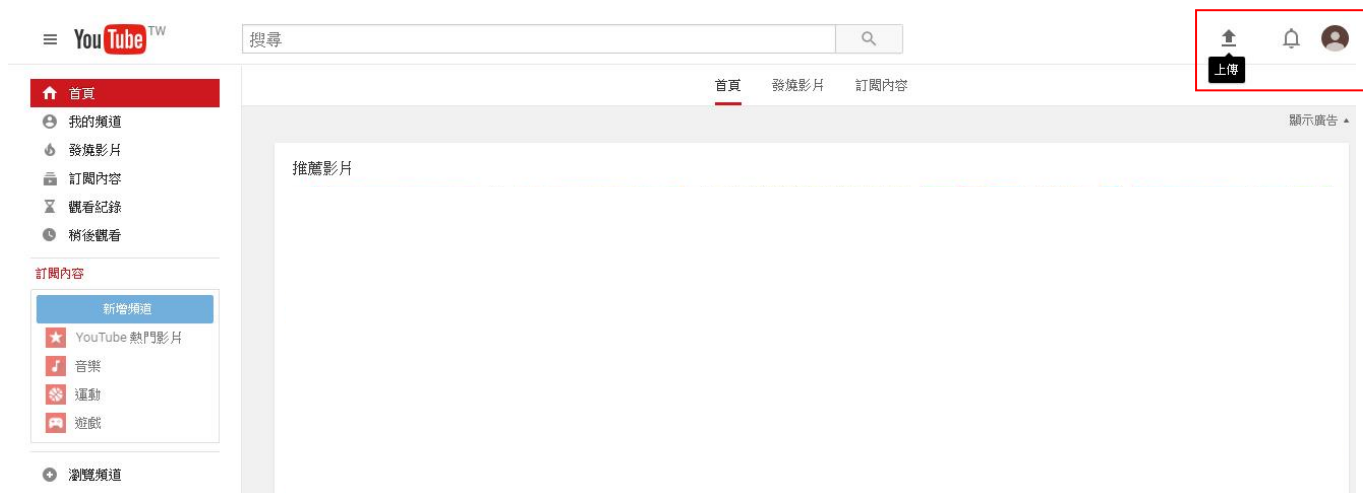 YouTube TW
搜尋
上傳
首頁 發燒影片 訂閱內容
顯示廣告
首頁
我的頻道
發燒影片
訂閱內容
觀看紀錄
稍後觀看
訂閱內容
新增頻道
YouTube 熱門影片
音樂
運動
遊戲
瀏覽頻道
推薦影片